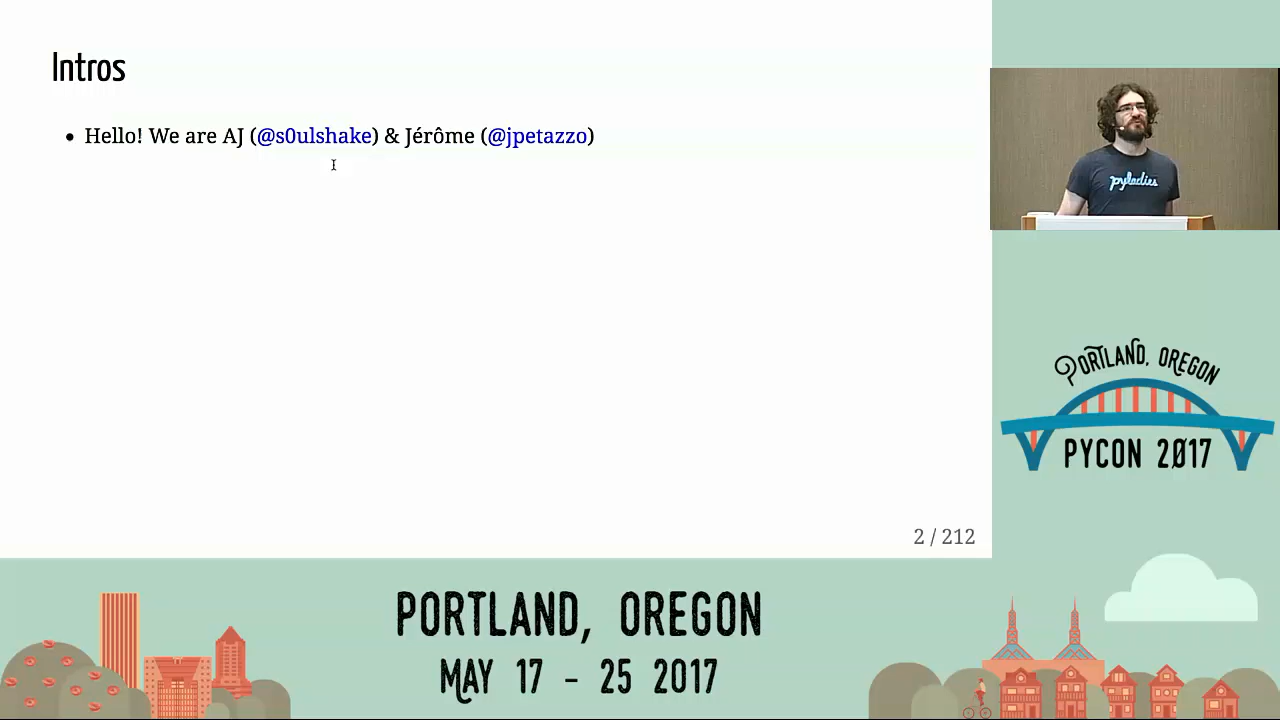 Intros
• Hello! We are AJ (@s0ulshake) & Jérôme (@jpetazzo)
pyladies
PORTLAND, OREGON
PYCON 2017
2 / 212
PORTLAND, OREGON
MAY 17 - 25 2017